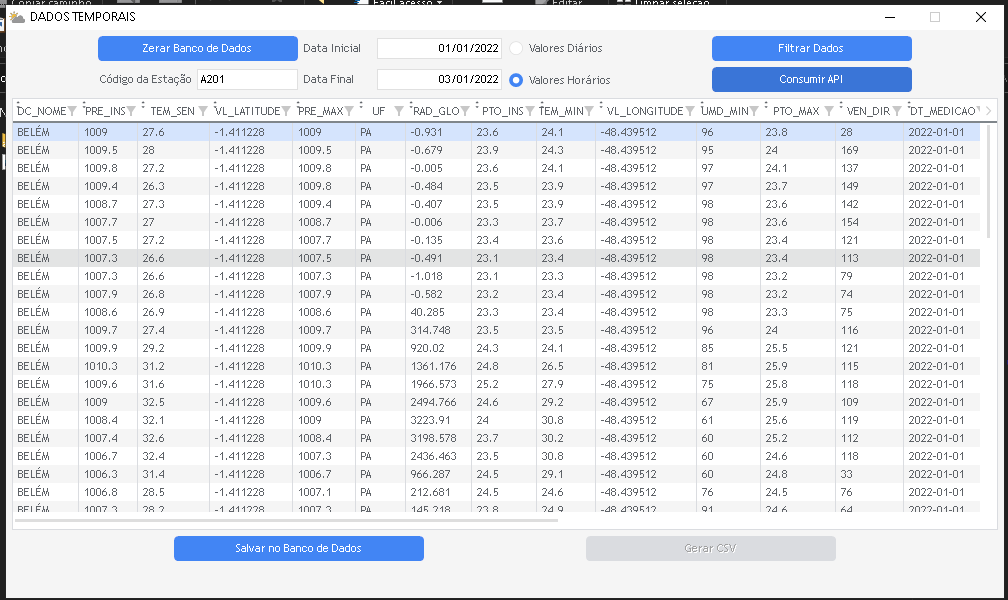 Copiar caminho Fácil acesso Editar Limpar seleção
DADOS TEMPORAIS
Zerar Banco de Dados Data Inicial 01/01/2022 Valores Diários Filtrar Dados
Código da Estação A201 Data Final 03/01/2022 Valores Horários Consumir API
DC_NOME PRE_INS TEM_SEN VL_LATITUDE PRE_MAX UF RAD_GLO PTO_INS TEM_MIN VL_LONGITUDE UMD_MIN PTO_MAX VEN_DIR DT_MEDICAO
BELÉM 1009 27.6 -1.411228 1009 PA -0.931 23.6 24.1 -48.439512 96 23.8 28 2022-01-01
BELÉM 1009.5 28 -1.411228 1009.5 PA -0.679 23.9 24.3 -48.439512 95 24 169 2022-01-01
BELÉM 1009.8 27.2 -1.411228 1009.8 PA -0.005 23.6 24.1 -48.439512 97 24.1 137 2022-01-01
BELÉM 1009.4 26.3 -1.411228 1009.8 PA -0.484 23.5 23.9 -48.439512 97 23.7 149 2022-01-01
BELÉM 1008.7 27.3 -1.411228 1009.4 PA -0.407 23.5 23.9 -48.439512 98 23.6 142 2022-01-01
BELÉM 1007.7 27 -1.411228 1008.7 PA -0.006 23.3 23.7 -48.439512 98 23.6 154 2022-01-01
BELÉM 1007.5 27.2 -1.411228 1007.7 PA -0.135 23.4 23.6 -48.439512 98 23.4 121 2022-01-01
BELÉM 1007.3 26.6 -1.411228 1007.5 PA -0.491 23.1 23.4 -48.439512 98 23.4 113 2022-01-01
BELÉM 1007.3 26.6 -1.411228 1007.3 PA -1.018 23.1 23.3 -48.439512 98 23.2 79 2022-01-01
BELÉM 1007.9 26.8 -1.411228 1007.9 PA -0.582 23.2 23.4 -48.439512 98 23.2 74 2022-01-01
BELÉM 1008.6 26.9 -1.411228 1008.6 PA 40.285 23.3 23.4 -48.439512 98 23.3 75 2022-01-01
BELÉM 1009.7 27.4 -1.411228 1009.7 PA 314.748 23.5 23.5 -48.439512 96 24 116 2022-01-01
BELÉM 1009.9 29.2 -1.411228 1009.9 PA 920.02 24.3 24.1 -48.439512 85 25.5 121 2022-01-01
BELÉM 1010.3 31.2 -1.411228 1010.3 PA 1361.176 24.8 26.5 -48.439512 81 25.9 115 2022-01-01
BELÉM 1009.6 31.6 -1.411228 1010.3 PA 1966.573 25.2 27.9 -48.439512 75 25.8 118 2022-01-01
BELÉM 1009 32.5 -1.411228 1009.6 PA 2494.766 24.6 29.2 -48.439512 67 25.9 109 2022-01-01
BELÉM 1008.4 32.1 -1.411228 1009 PA 3223.91 24 30.8 -48.439512 61 25.6 119 2022-01-01
BELÉM 1007.4 32.6 -1.411228 1008.4 PA 3198.578 23.7 30.2 -48.439512 60 25.2 112 2022-01-01
BELÉM 1006.7 32.4 -1.411228 1007.3 PA 2436.463 23.5 30.8 -48.439512 60 24.6 118 2022-01-01
BELÉM 1006.3 31.4 -1.411228 1006.7 PA 966.287 24.5 29.1 -48.439512 60 24.8 33 2022-01-01
BELÉM 1006.8 28.5 -1.411228 1007.1 PA 212.681 24.5 24.6 -48.439512 76 24.5 76 2022-01-01
BELÉM 1007.3 28.2 -1.411228 1007.3 PA 145.218 23.8 24.9 -48.439512 91 24.6 64 2022-01-01
Salvar no Banco de Dados Gerar CSV